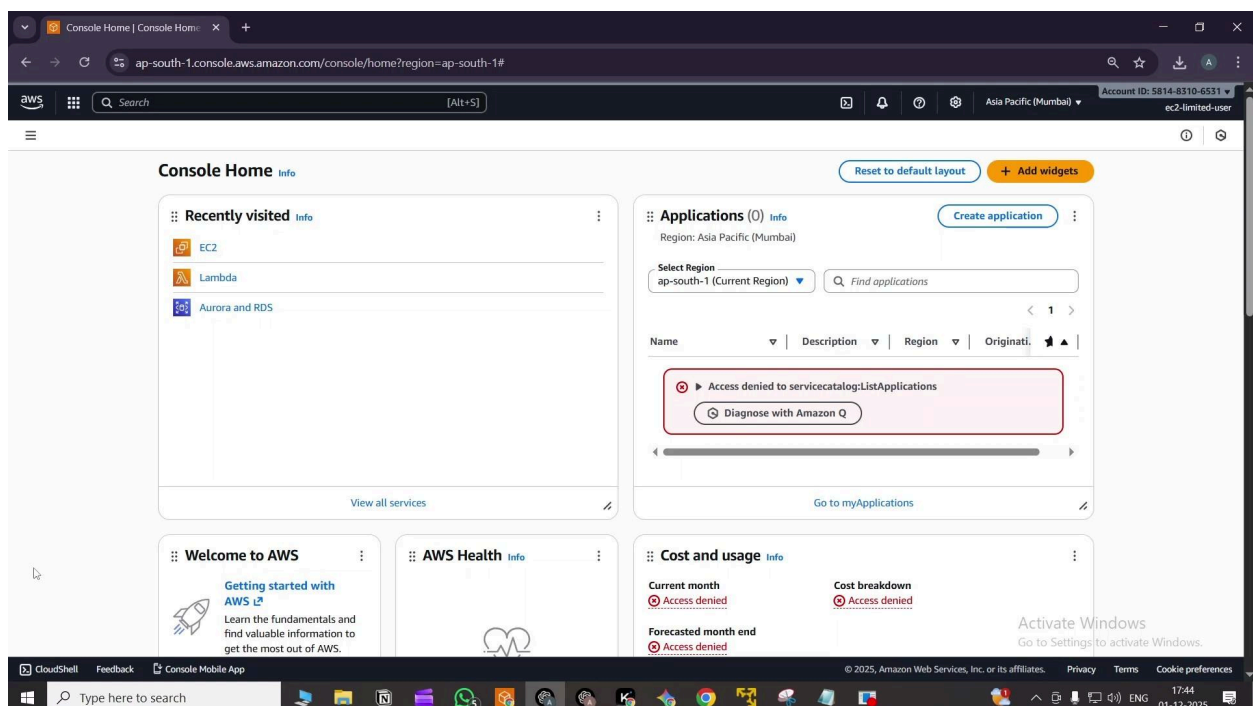 Console Home | Console Home
ap-south-1.console.aws.amazon.com/console/home?region=ap-south-1#
A
aws
Search
[Alt+S]
Asia Pacific (Mumbai)
Account ID: 5814-8310-6531
ec2-limited-user
Console Home Info
Reset to default layout
+ Add widgets
Recently visited Info
EC2
Lambda
Aurora and RDS
View all services
Applications (0) Info
Create application
Region: Asia Pacific (Mumbai)
Select Region
ap-south-1 (Current Region)
Find applications
1
Name
Description
Region
Originati.
Access denied to servicecatalog:ListApplications
Diagnose with Amazon Q
Go to myApplications
Welcome to AWS
Getting started with
AWS
Learn the fundamentals and
find valuable information to
get the most out of AWS.
AWS Health Info
Cost and usage Info
Current month
Access denied
Cost breakdown
Access denied
Forecasted month end
Access denied
Activate Windows
Go to Settings to activate Windows.
CloudShell
Feedback
Console Mobile App
© 2025, Amazon Web Services, Inc. or its affiliates.
Privacy
Terms
Cookie preferences
Type here to search
ENG
17:44
01-12-2025